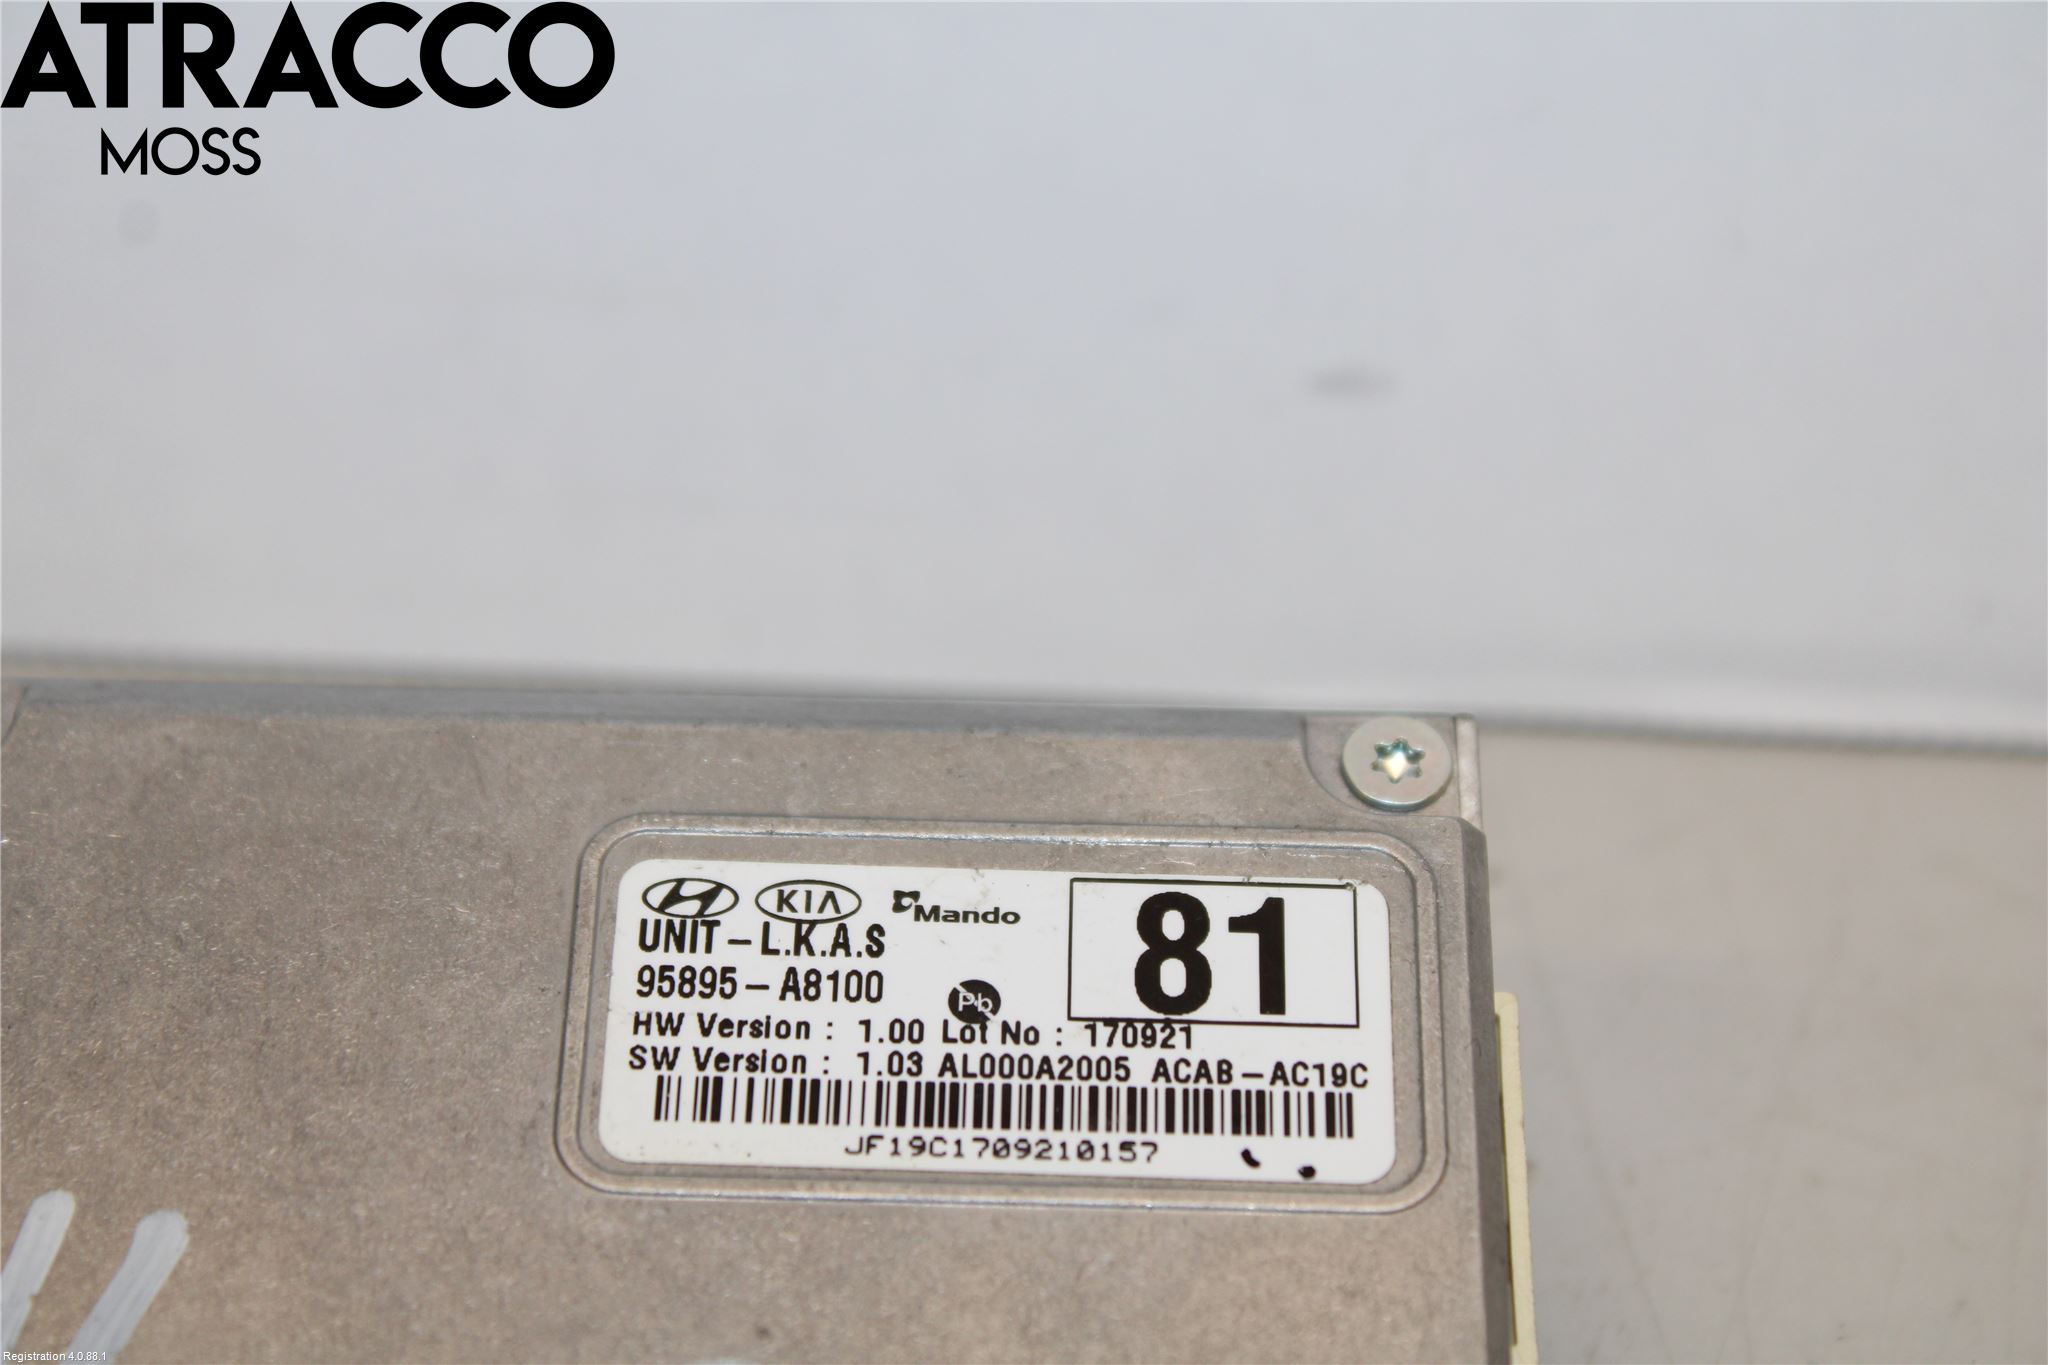 ATRACCO
MOSS
KIA Mando
81
UNIT-L.K.A.S
95895-A8100
Pb
HW Version : 1.00 Lot No : 170921
SW Version : 1.03 AL000A2005 ACAB-AC19C
JF19C1709210157
Registration 4.0.88.1